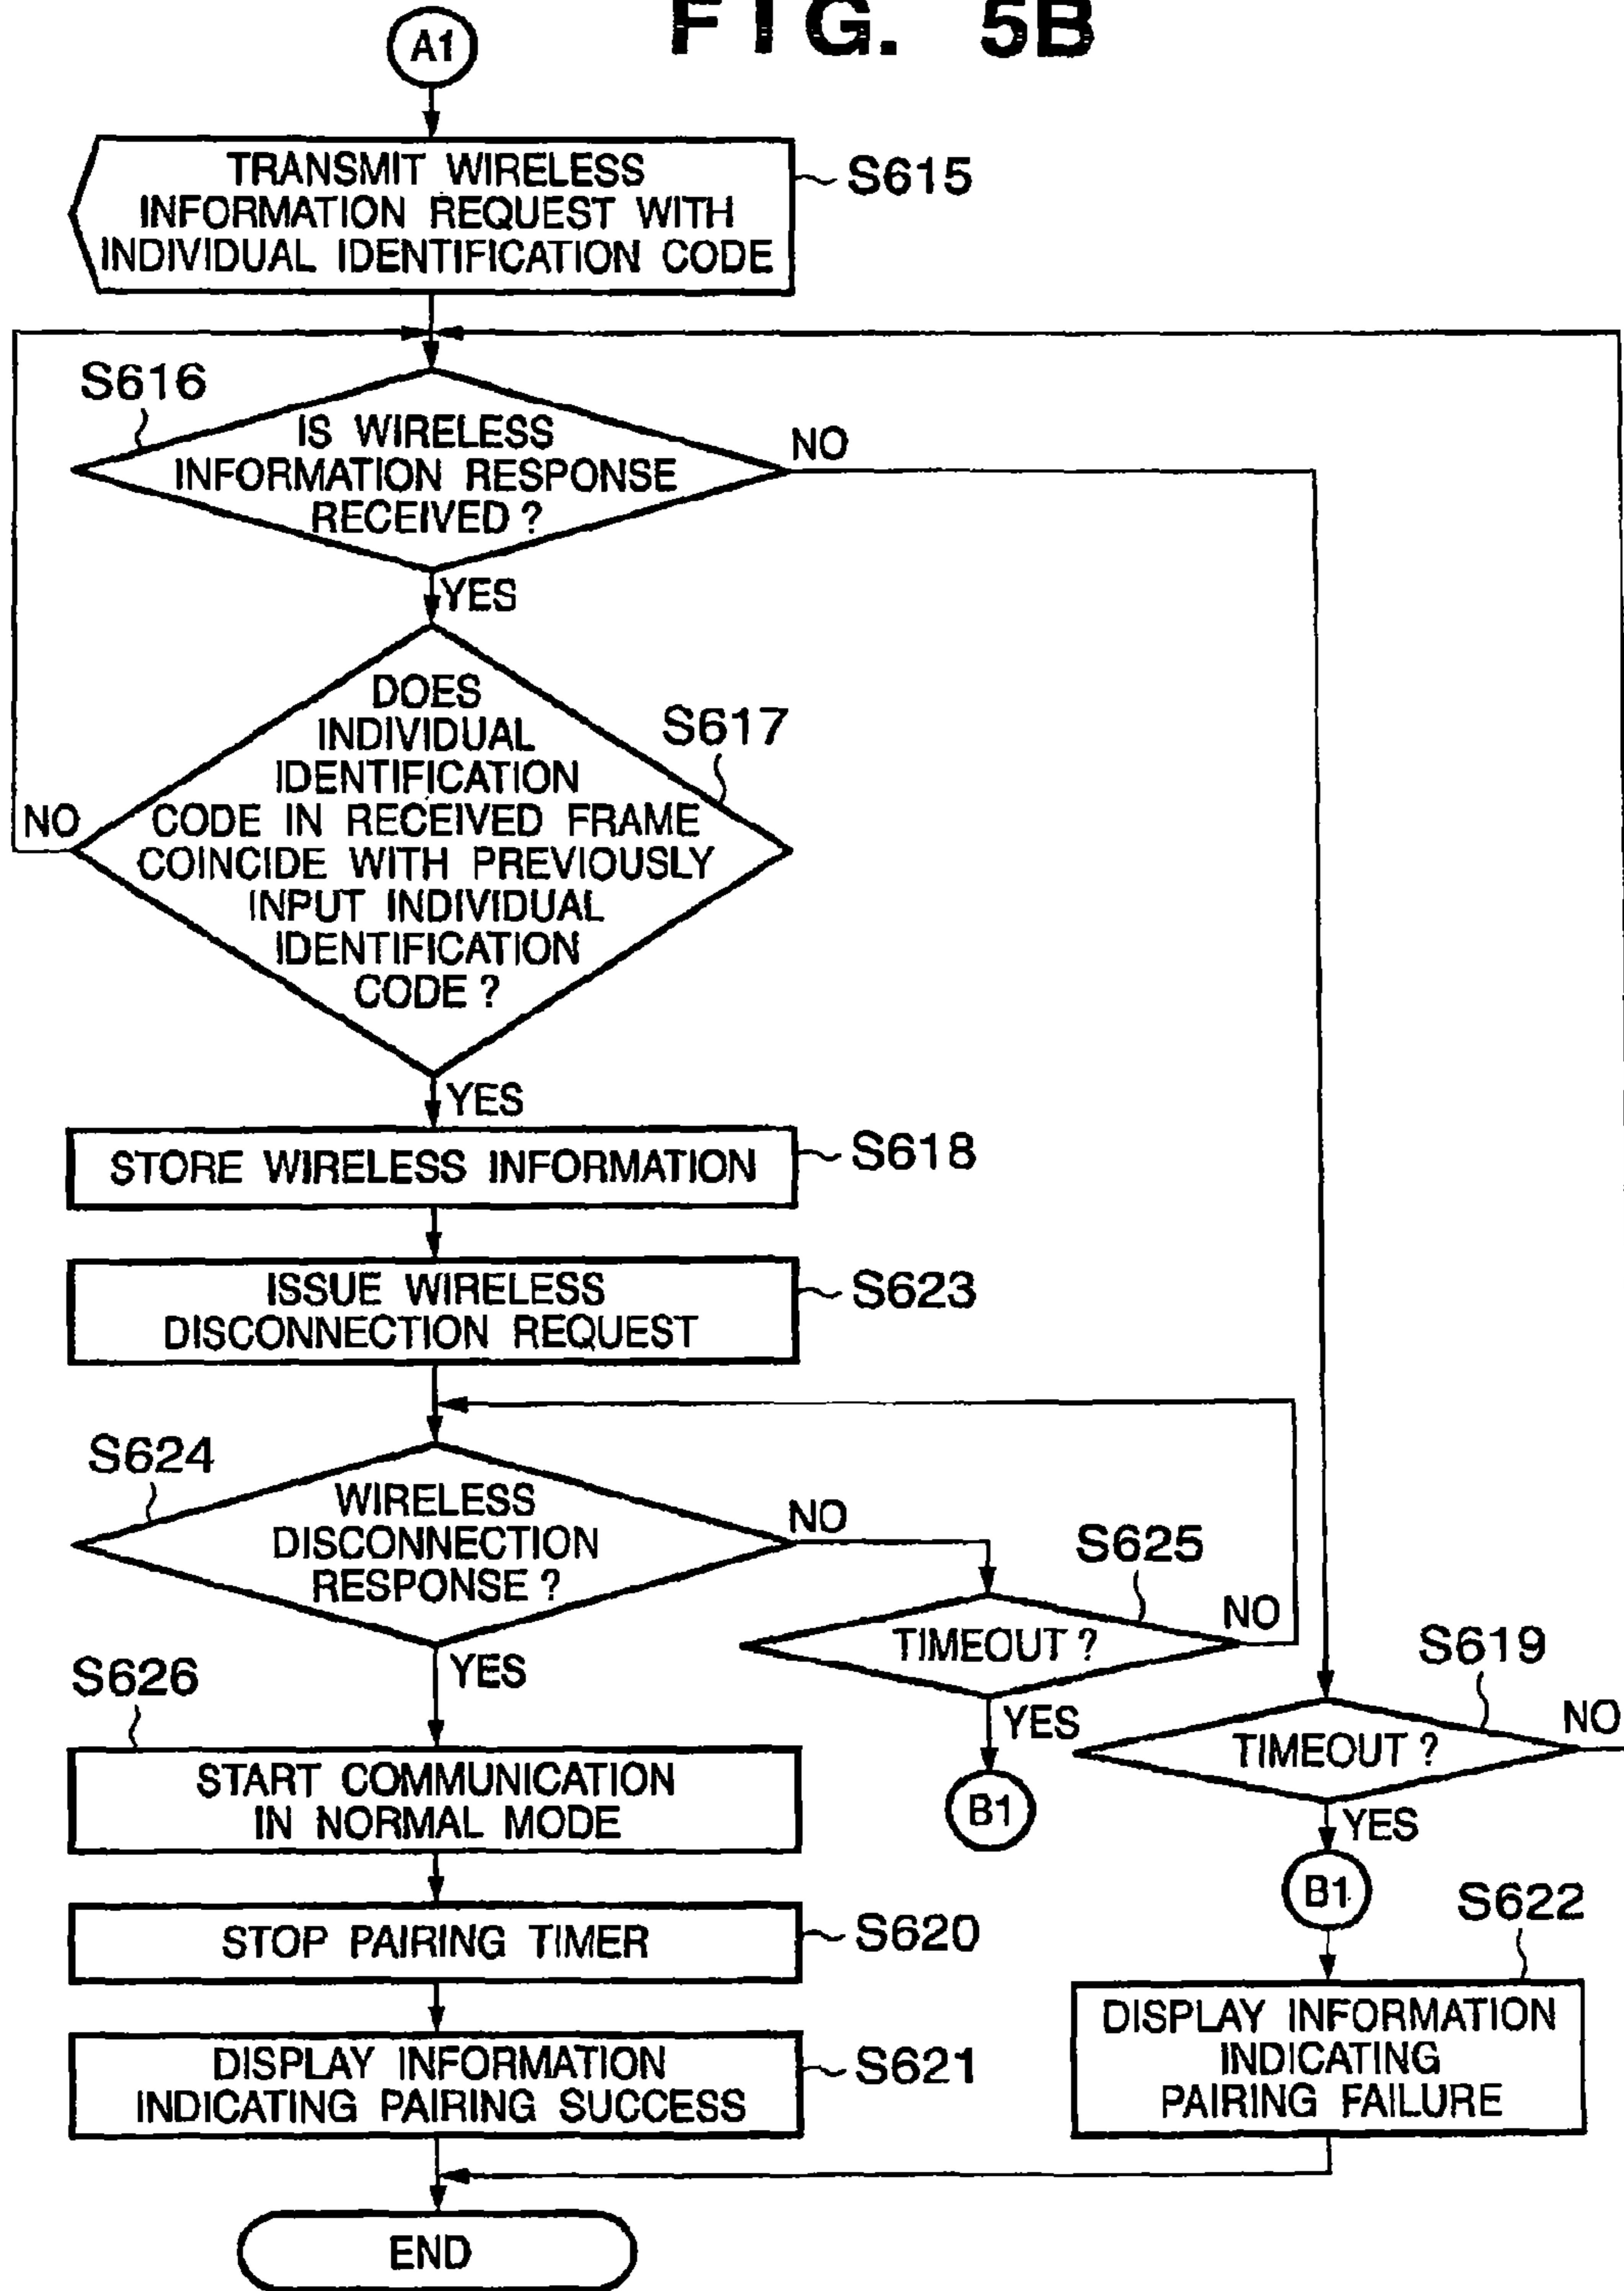 FIG. 5B
A1
TRANSMIT WIRELESS
INFORMATION REQUEST WITH
INDIVIDUAL IDENTIFICATION CODE
S615
S616
IS WIRELESS
INFORMATION RESPONSE
RECEIVED ?
NO
YES
DOES
INDIVIDUAL
IDENTIFICATION
CODE IN RECEIVED FRAME
COINCIDE WITH PREVIOUSLY
INPUT INDIVIDUAL
IDENTIFICATION
CODE ?
S617
NO
YES
STORE WIRELESS INFORMATION
S618
ISSUE WIRELESS
DISCONNECTION REQUEST
S623
S624
WIRELESS
DISCONNECTION
RESPONSE ?
NO
S625
TIMEOUT ?
NO
YES
B1
S619
TIMEOUT ?
NO
YES
B1
YES
S626
START COMMUNICATION
IN NORMAL MODE
STOP PAIRING TIMER
S620
S622
DISPLAY INFORMATION
INDICATING
PAIRING FAILURE
DISPLAY INFORMATION
INDICATING PAIRING SUCCESS
S621
END